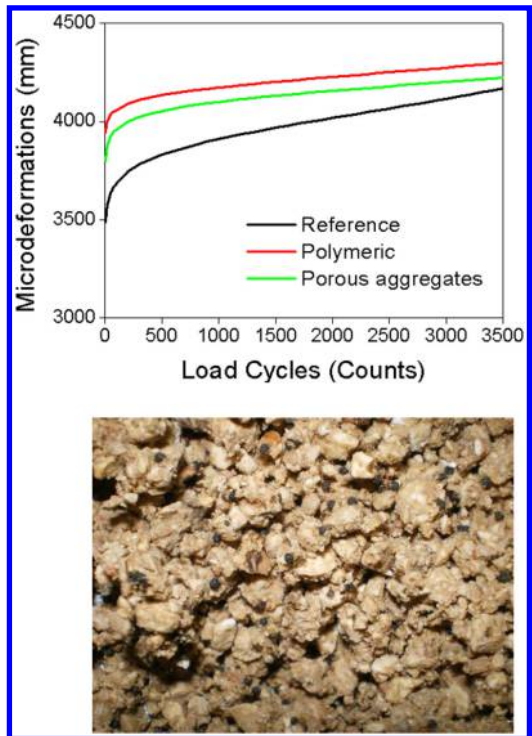 4500
4000
3500
3000
Microdeformations (mm)
Reference
Polymeric
Porous aggregates
0 500 1000 1500 2000 2500 3000 3500
Load Cycles (Counts)